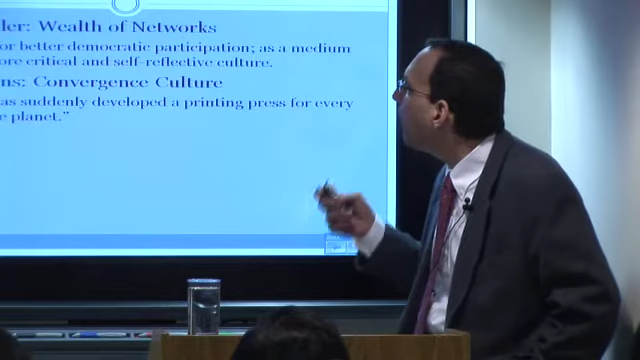 ler: Wealth of Networks
or better democratic participation; as a medium
ore critical and self-reflective culture.
ns: Convergence Culture
as suddenly developed a printing press for every
e planet."